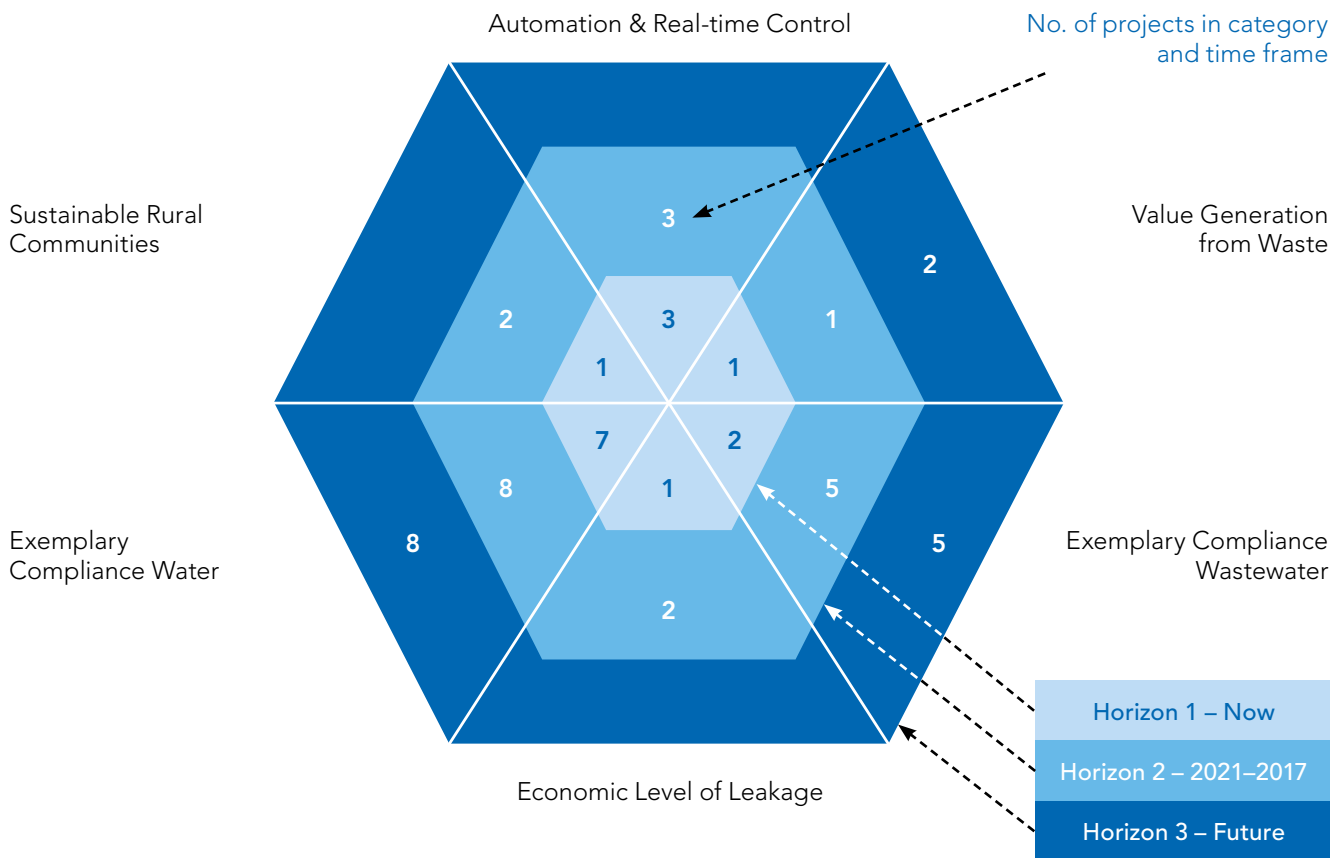 Automation & Real-time Control
No. of projects in category
and time frame
Sustainable Rural
Communities
Value Generation
from Waste
3
2
2
1
3
1
1
7
2
1
8
5
8
5
2
Exemplary
Compliance Water
Exemplary Compliance
Wastewater
Economic Level of Leakage
Horizon 1 – Now
Horizon 2 – 2021–2017
Horizon 3 – Future